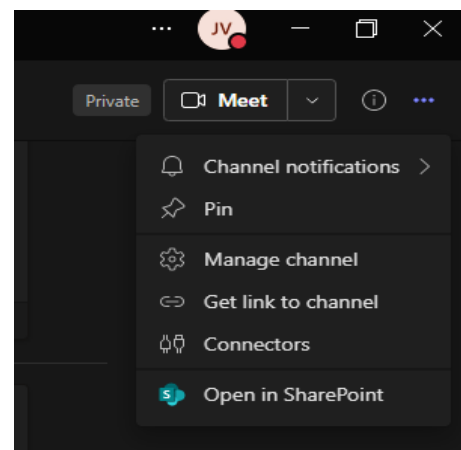 JV
Private
Meet
Channel notifications
Pin
Manage channel
Get link to channel
Connectors
S
Open in SharePoint